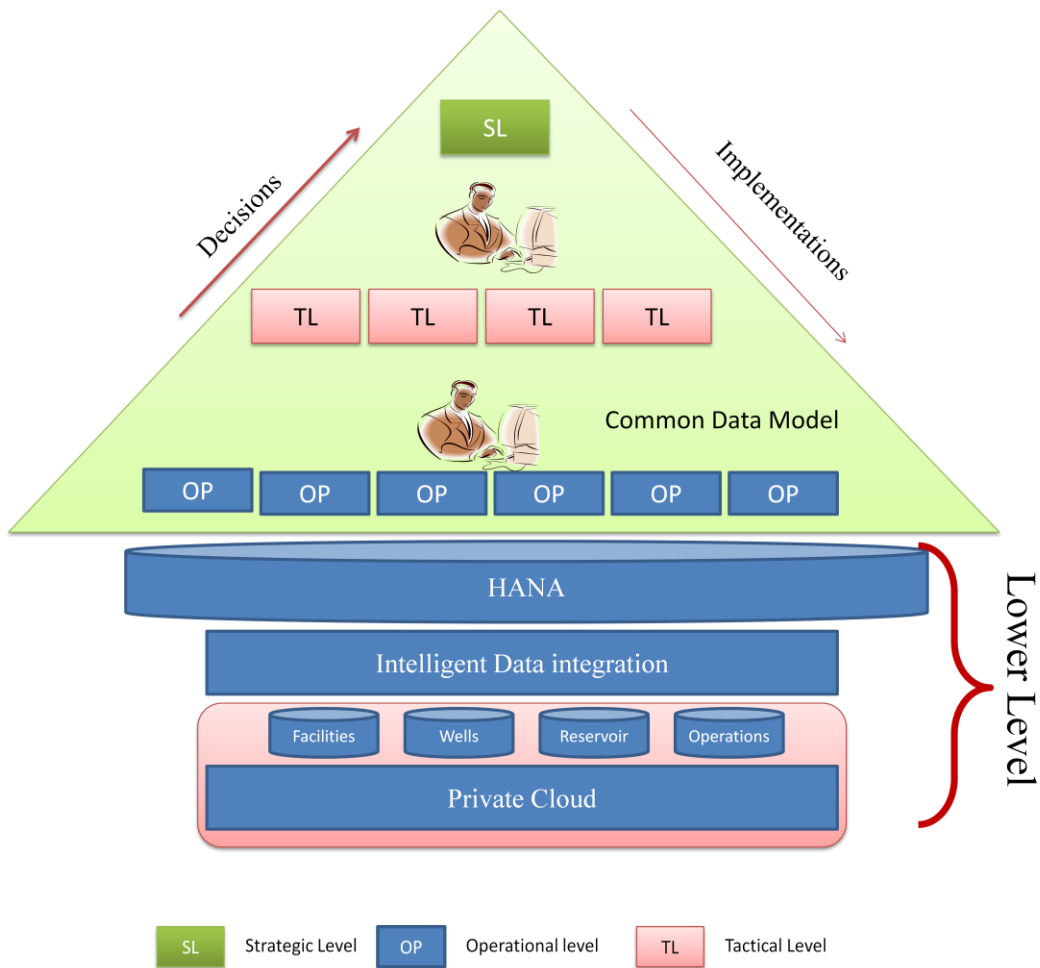 SL
Decisions
Implementations
TL TL TL TL
Common Data Model
OP OP OP OP OP OP
HANA
Lower Level
Intelligent Data integration
Facilities Wells Reservoir Operations
Private Cloud
SL Strategic Level OP Operational level TL Tactical Level